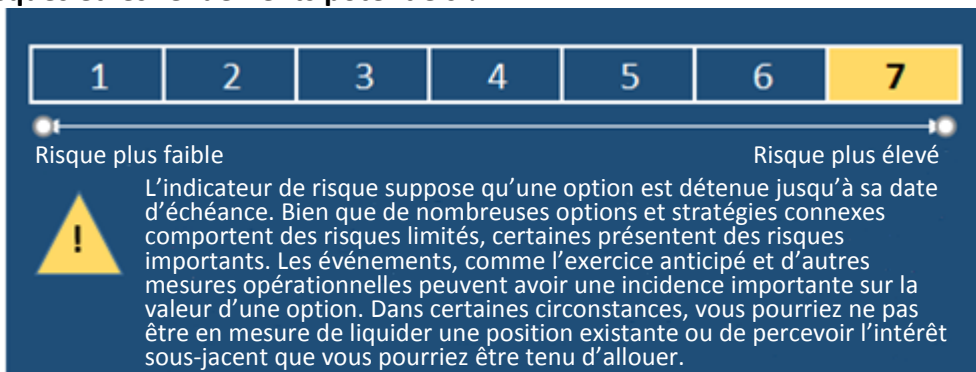 1 2 3 4 5 6 7
Risque plus faible Risque plus élevé
L’indicateur de risque suppose qu’une option est détenue jusqu’à sa date
d’échéance. Bien que de nombreuses options et stratégies connexes
comportent des risques limités, certaines présentent des risques
importants. Les événements, comme l’exercice anticipé et d’autres
mesures opérationnelles peuvent avoir une incidence importante sur la
valeur d’une option. Dans certaines circonstances, vous pourriez ne pas
être en mesure de liquider une position existante ou de percevoir l’intérêt
sous-jacent que vous pourriez être tenu d’allouer.
!